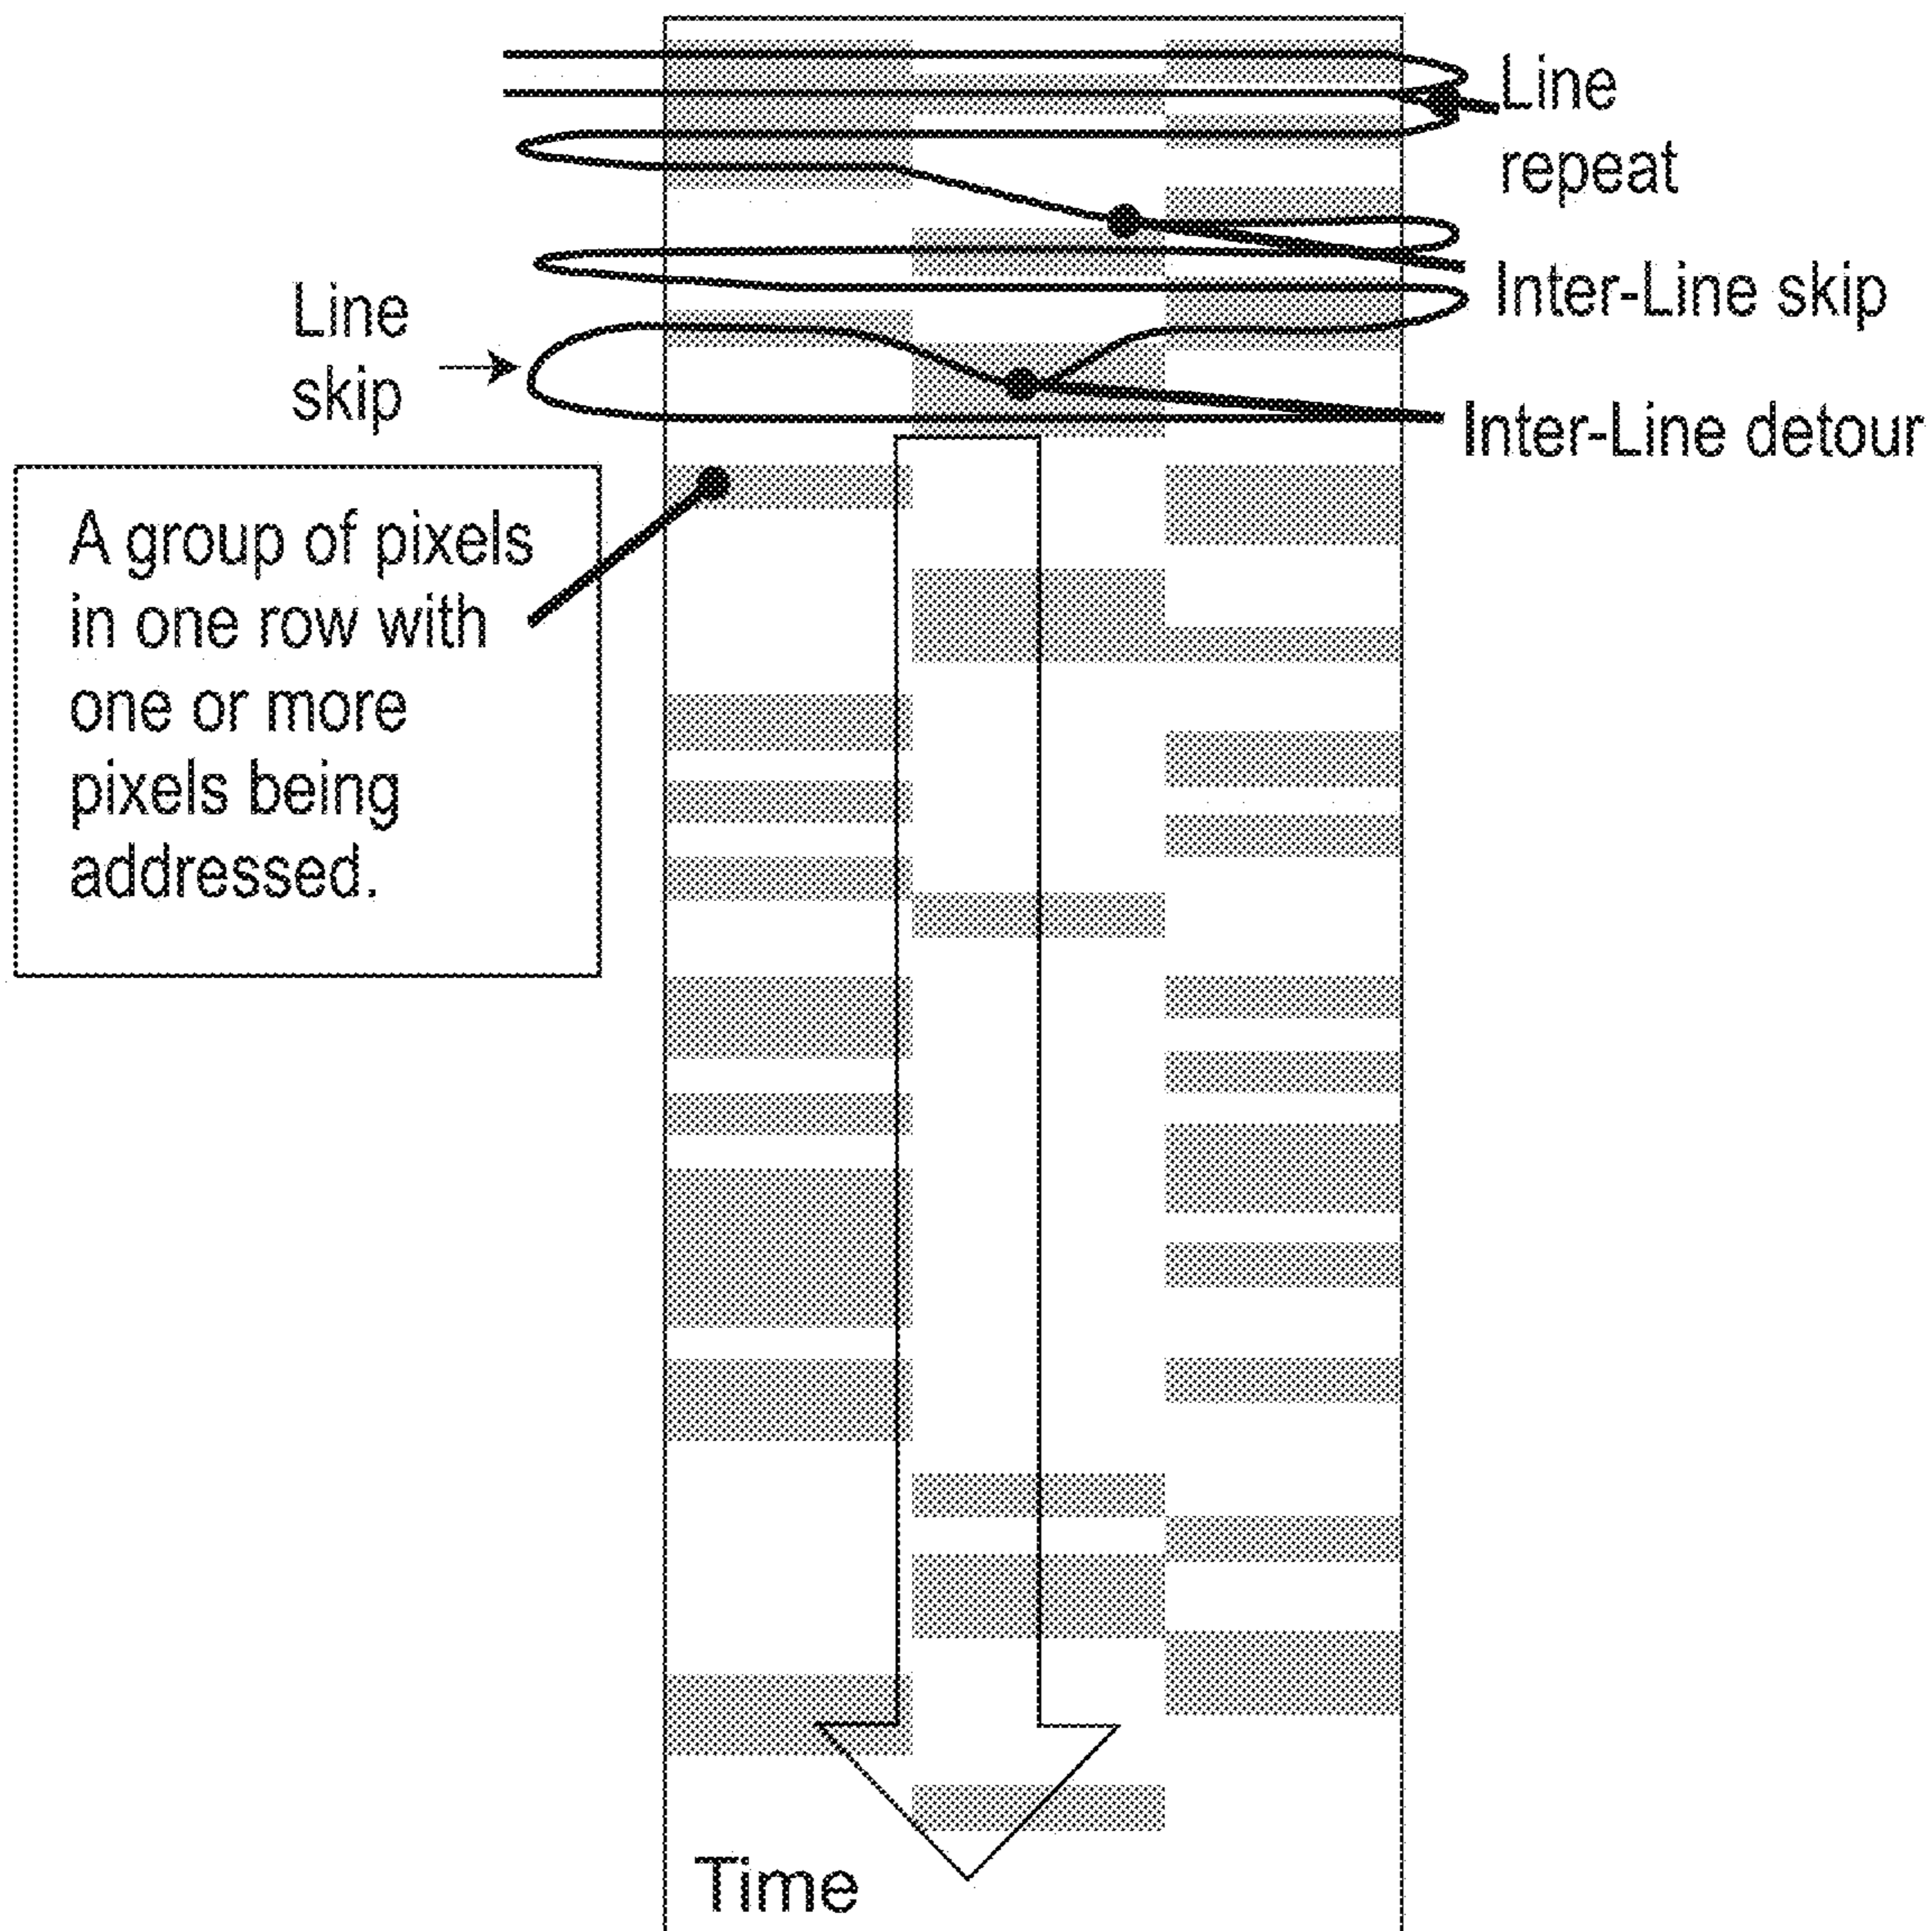 Line
repeat
Inter-Line skip
Line
skip
Inter-Line detour
A group of pixels
in one row with
one or more
pixels being
addressed.
Time